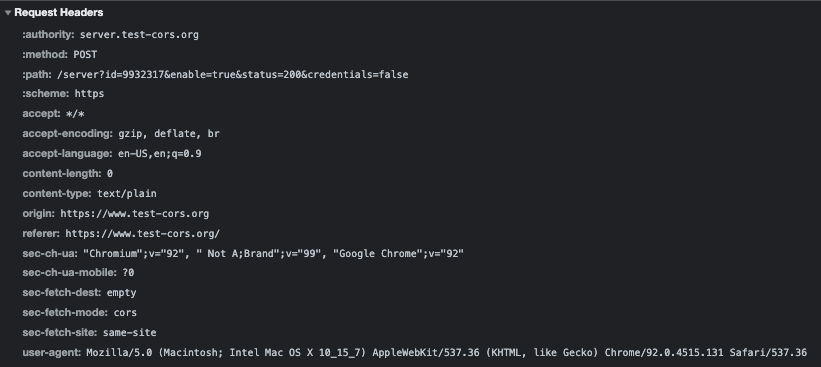 Request Headers
:authority: server.test-cors.org
:method: POST
:path: /server?id=9932317&enable=true&status=200&credentials=false
:scheme: https
accept: */*
accept-encoding: gzip, deflate, br
accept-language: en-US,en;q=0.9
content-length: 0
content-type: text/plain
origin: https://www.test-cors.org
referer: https://www.test-cors.org/
sec-ch-ua: "Chromium";v="92", " Not A;Brand";v="99", "Google Chrome";v="92"
sec-ch-ua-mobile: ?0
sec-fetch-dest: empty
sec-fetch-mode: cors
sec-fetch-site: same-site
user-agent: Mozilla/5.0 (Macintosh; Intel Mac OS X 10_15_7) AppleWebKit/537.36 (KHTML, like Gecko) Chrome/92.0.4515.131 Safari/537.36